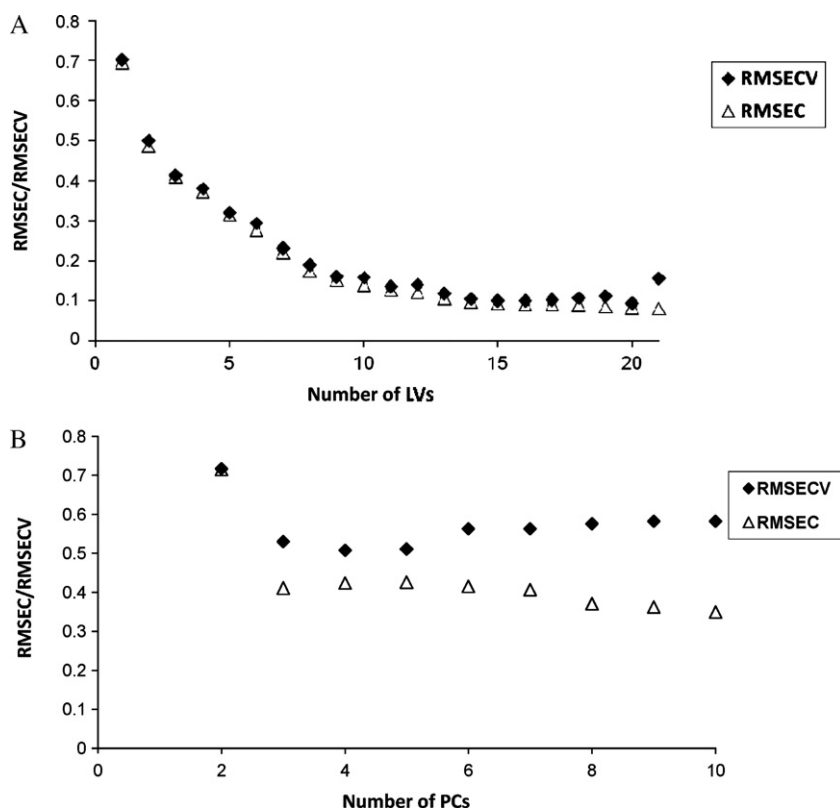 A
0.8
0.7
0.6
0.5
0.4
0.3
0.2
0.1
0
RMSEC/RMSECV
0 5 10 15 20
Number of LVs
RMSECV
RMSEC
B
0.8
0.7
0.6
0.5
0.4
0.3
0.2
0.1
0
RMSEC/RMSECV
0 2 4 6 8 10
Number of PCs
RMSECV
RMSEC